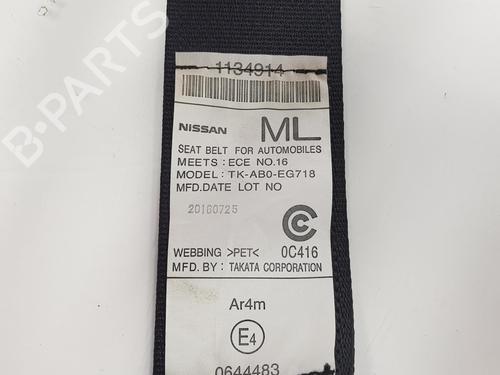 1134914
NISSAN ML
SEAT BELT FOR AUTOMOBILES
MEETS: ECE NO.16
MODEL: TK-AB0-EG718
MFD.DATE LOT NO
20160725
WEBBING >PET< 0C416
MFD. BY: TAKATA CORPORATION
Ar4m
E4
0644483
B-PARTS